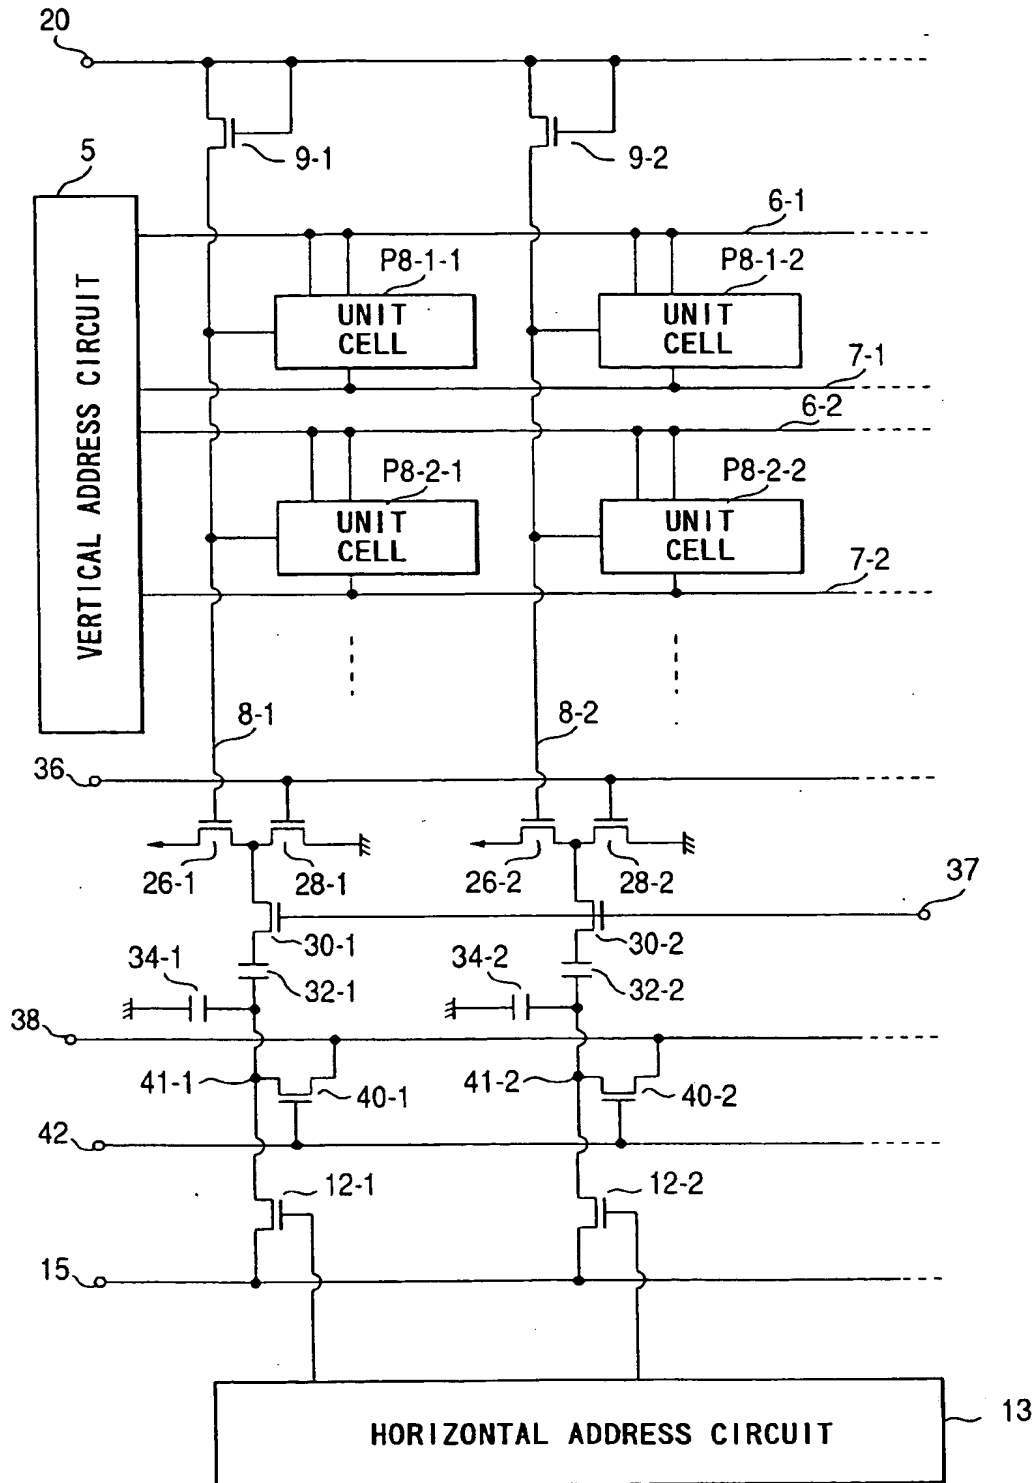 20
9-1
9-2
5
6-1
P8-1-1
P8-1-2
UNIT
CELL
UNIT
CELL
7-1
6-2
P8-2-1
P8-2-2
UNIT
CELL
UNIT
CELL
7-2
VERTICAL ADDRESS CIRCUIT
8-1
8-2
36
26-1
28-1
26-2
28-2
37
30-1
30-2
34-1
34-2
32-1
32-2
38
41-1
40-1
41-2
40-2
42
12-1
12-2
15
13
HORIZONTAL ADDRESS CIRCUIT